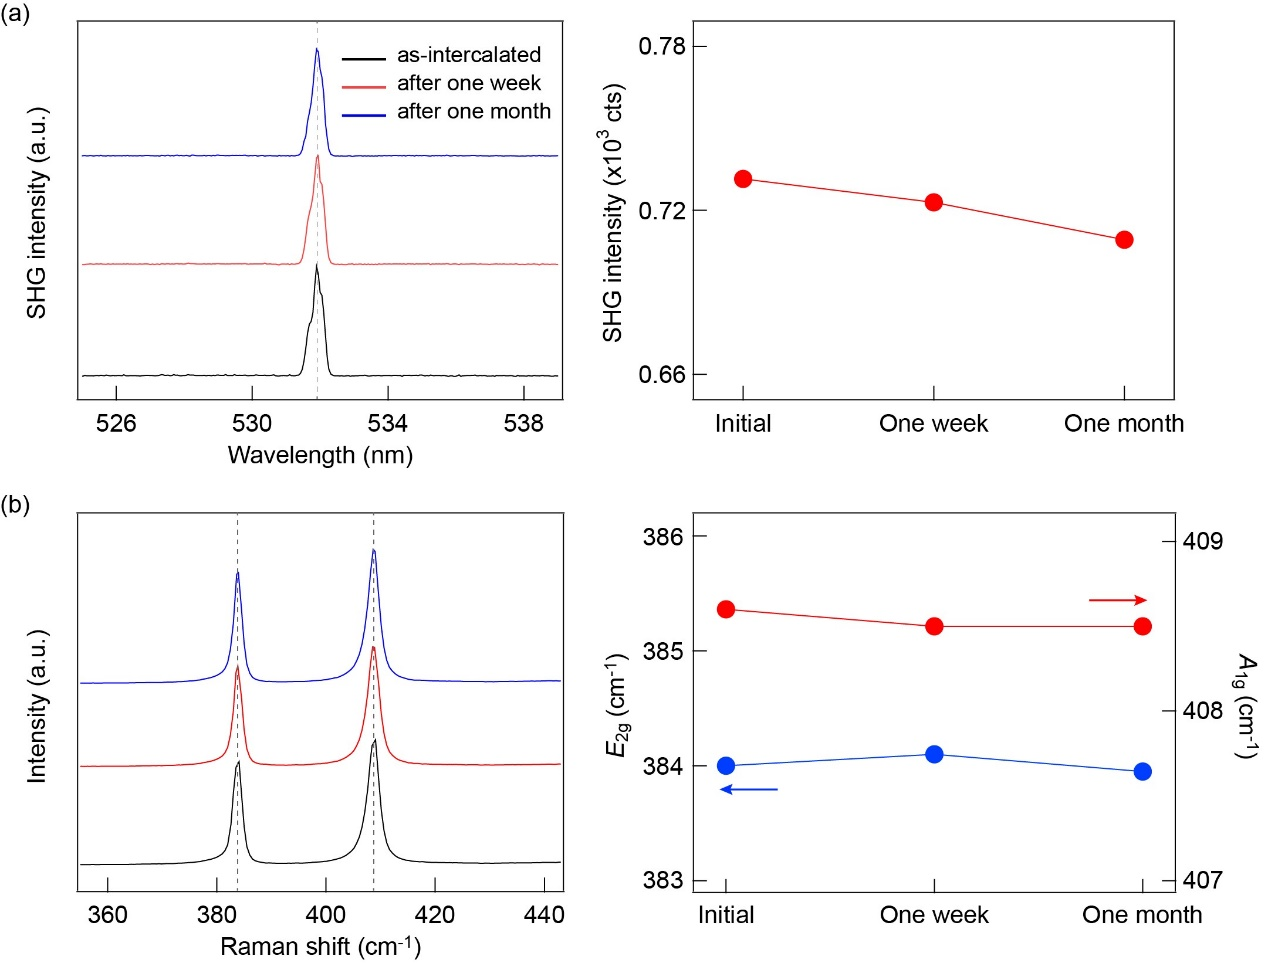 (a)
SHG intensity (a.u.)
as-intercalated
after one week
after one month
526 530 534 538
Wavelength (nm)
SHG intensity (x10³ cts)
0.78
0.72
0.66
Initial One week One month
(b)
Intensity (a.u.)
360 380 400 420 440
Raman shift (cm⁻¹)
E₂g (cm⁻¹)
386
385
384
383
409
408
407
A₁g (cm⁻¹)
Initial One week One month